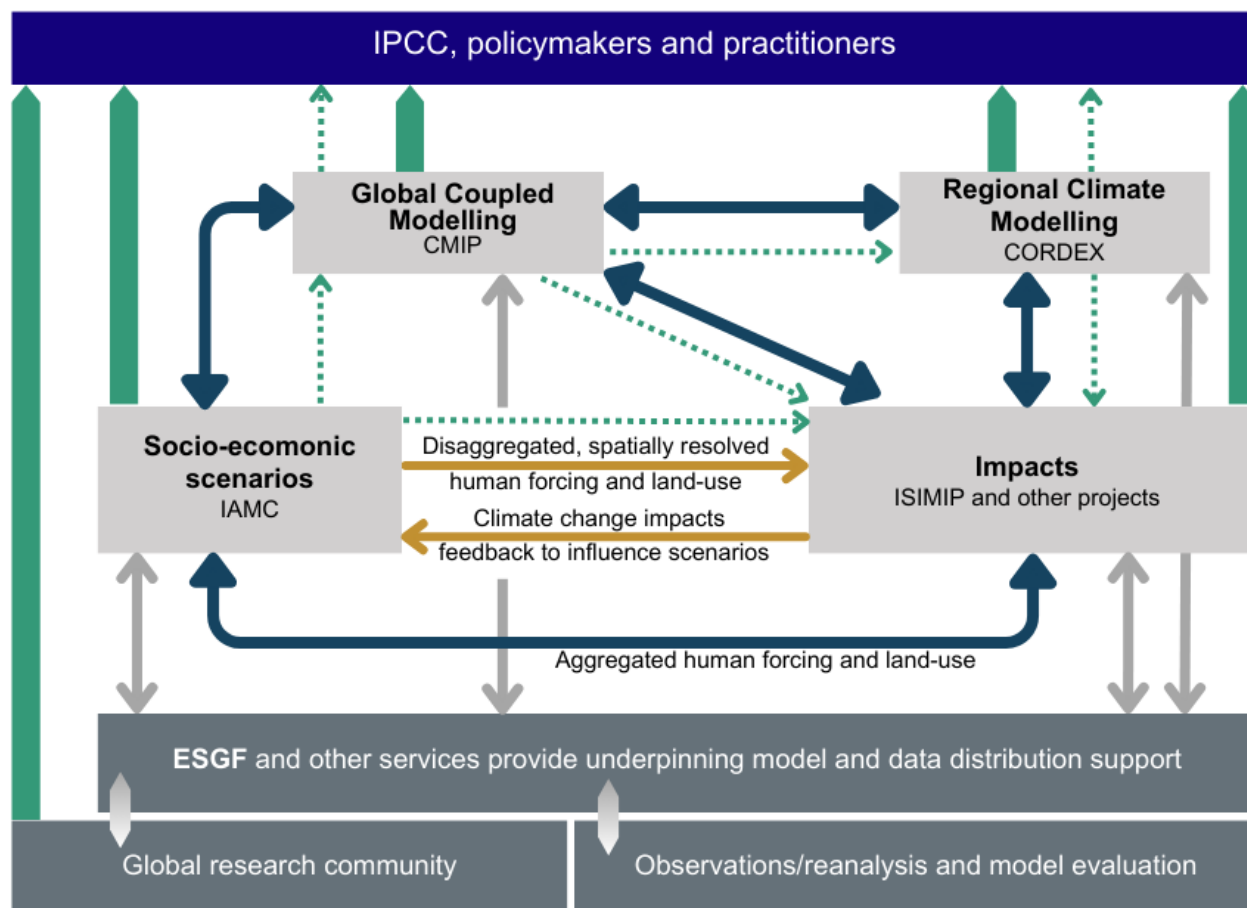 IPCC, policymakers and practitioners
Global Coupled
Modelling
CMIP
Regional Climate
Modelling
CORDEX
Socio-ecomonic
scenarios
IAMC
Disaggregated, spatially resolved
human forcing and land-use
Climate change impacts
feedback to influence scenarios
Impacts
ISIMIP and other projects
Aggregated human forcing and land-use
ESGF and other services provide underpinning model and data distribution support
Global research community
Observations/reanalysis and model evaluation